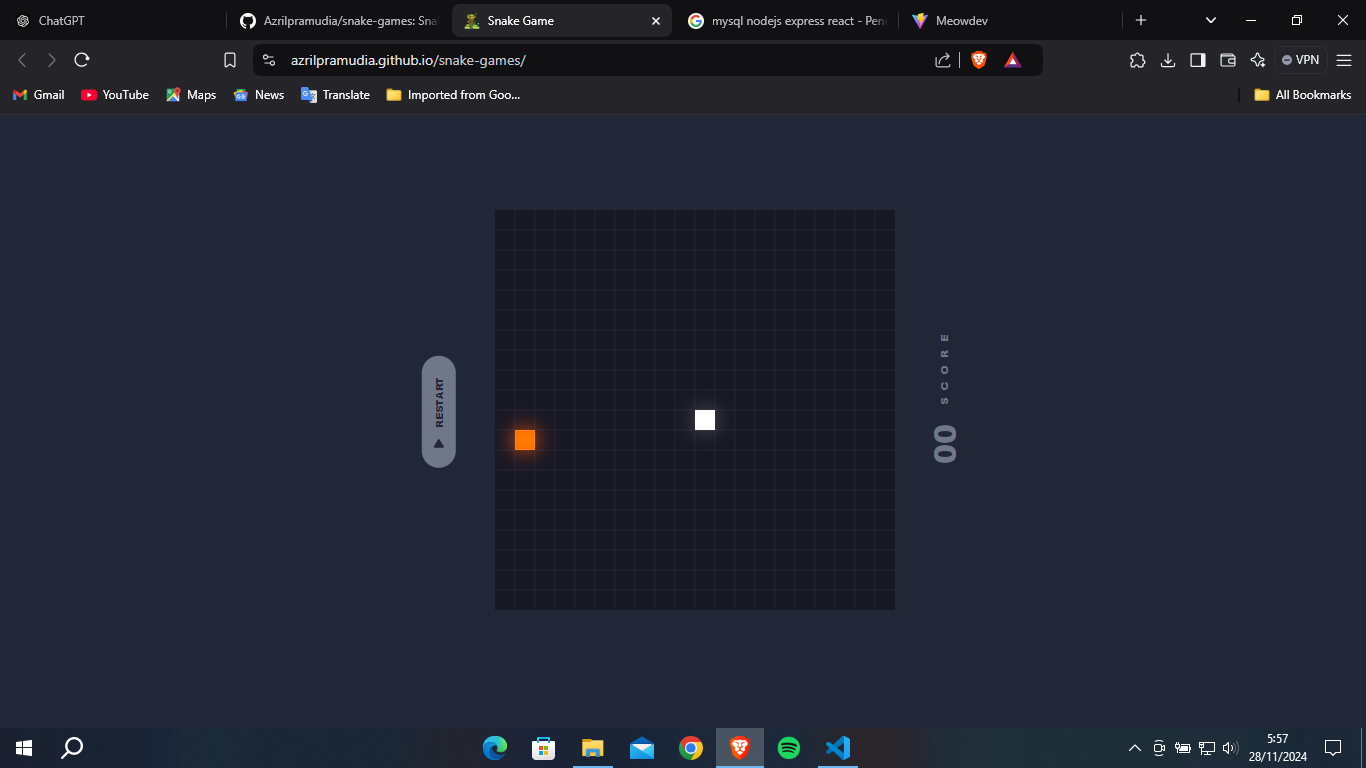 ChatGPT
Azrilpramudia/snake-games: Sna
Snake Game
mysql nodejs express react - Pen
Meowdev
azrilpramudia.github.io/snake-games/
VPN
Gmail
YouTube
Maps
News
Translate
Imported from Goo...
All Bookmarks
RESTART
SCORE
00
5:57
28/11/2024